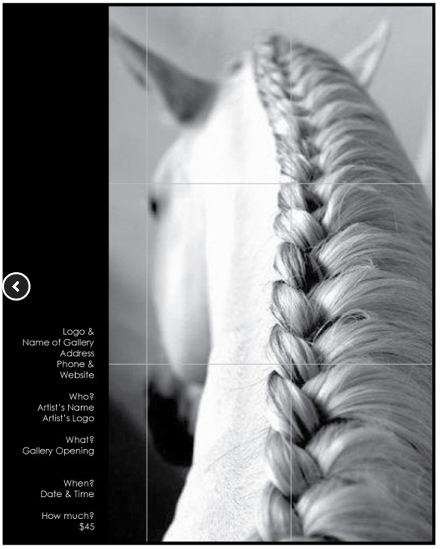 Logo &
Name of Gallery
Address
Phone &
Website
Who?
Artist's Name
Artist's Logo
What?
Gallery Opening
When?
Date & Time
How much?
$45